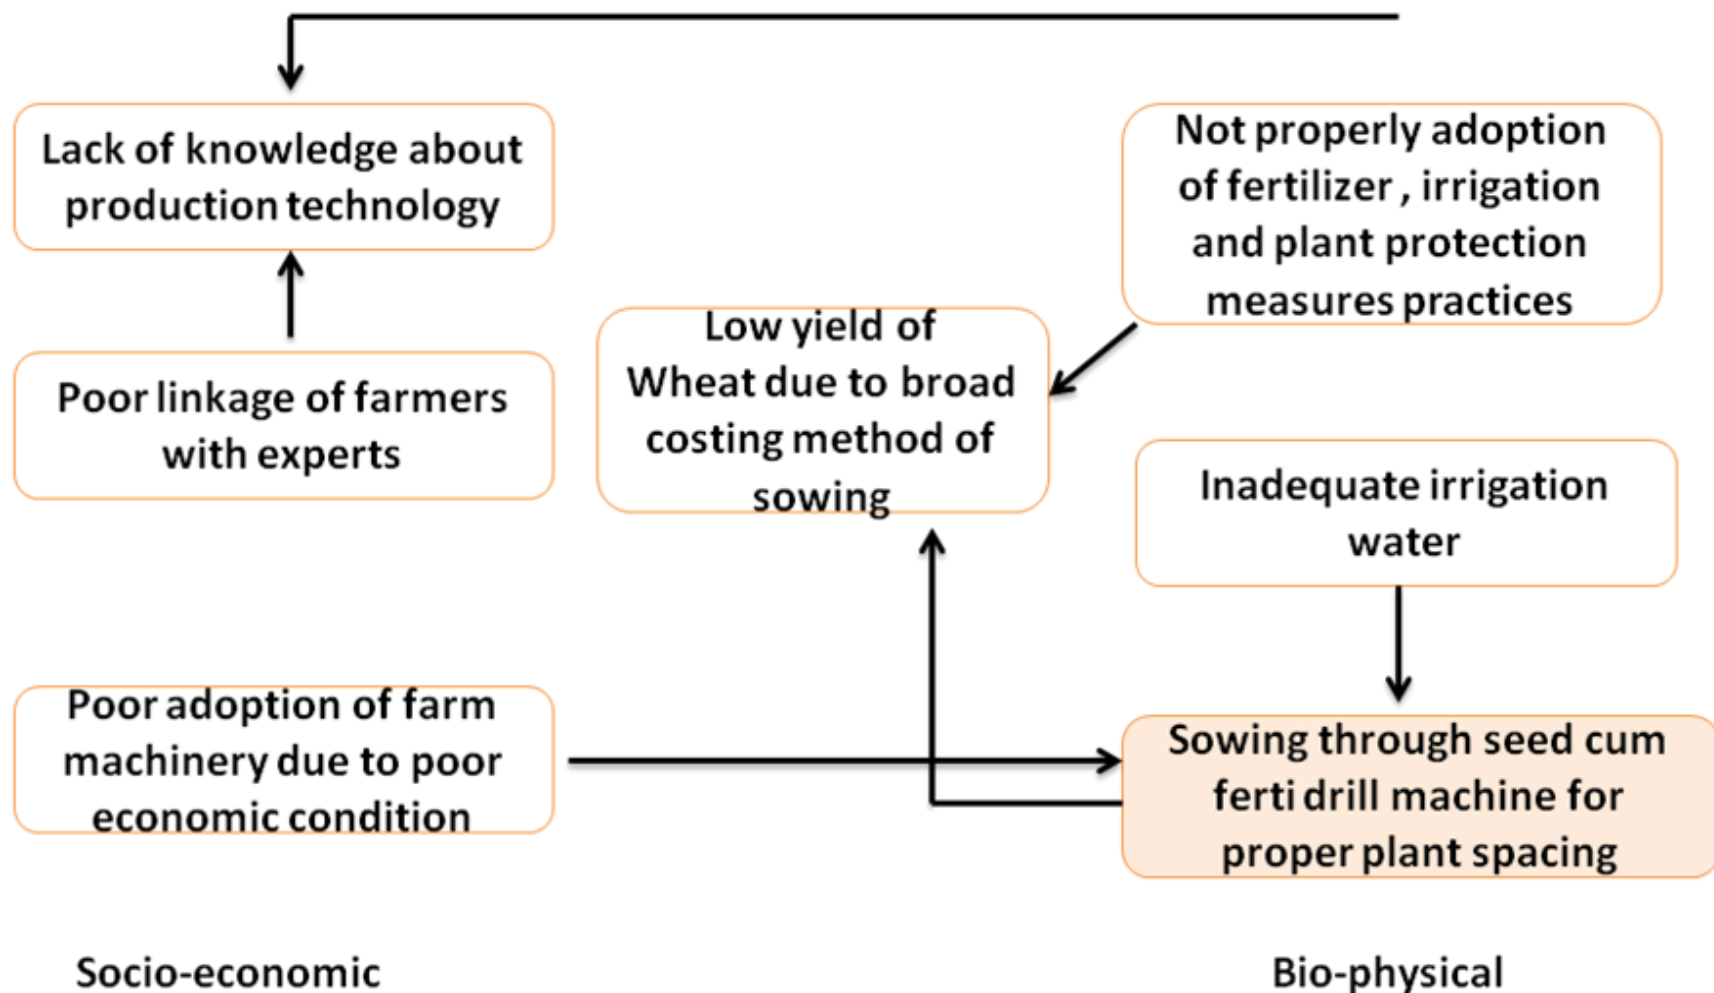 Lack of knowledge about
production technology
Not properly adoption
of fertilizer , irrigation
and plant protection
measures practices
Low yield of
Wheat due to broad
costing method of
sowing
Poor linkage of farmers
with experts
Inadequate irrigation
water
Poor adoption of farm
machinery due to poor
economic condition
Sowing through seed cum
ferti drill machine for
proper plant spacing
Socio-economic
Bio-physical